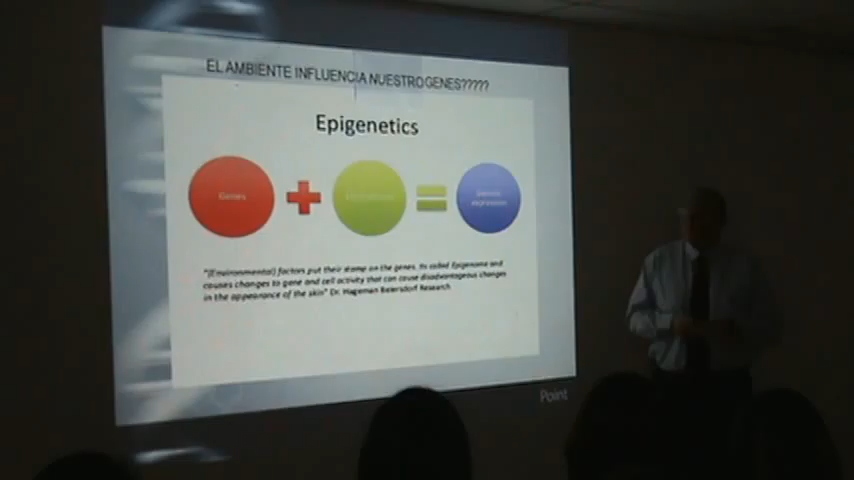 EL AMBIENTE INFLUENCIA NUESTRO GENES?????
Epigenetics
Genes
expression
"(Environmental) factors put their stamp on the genes. Its called Epigenome and
causes changes to gene and cell activity that can cause disadvantageous changes
in the appearance of the skin" Dr. Hageman Beiersdorf Research
Point